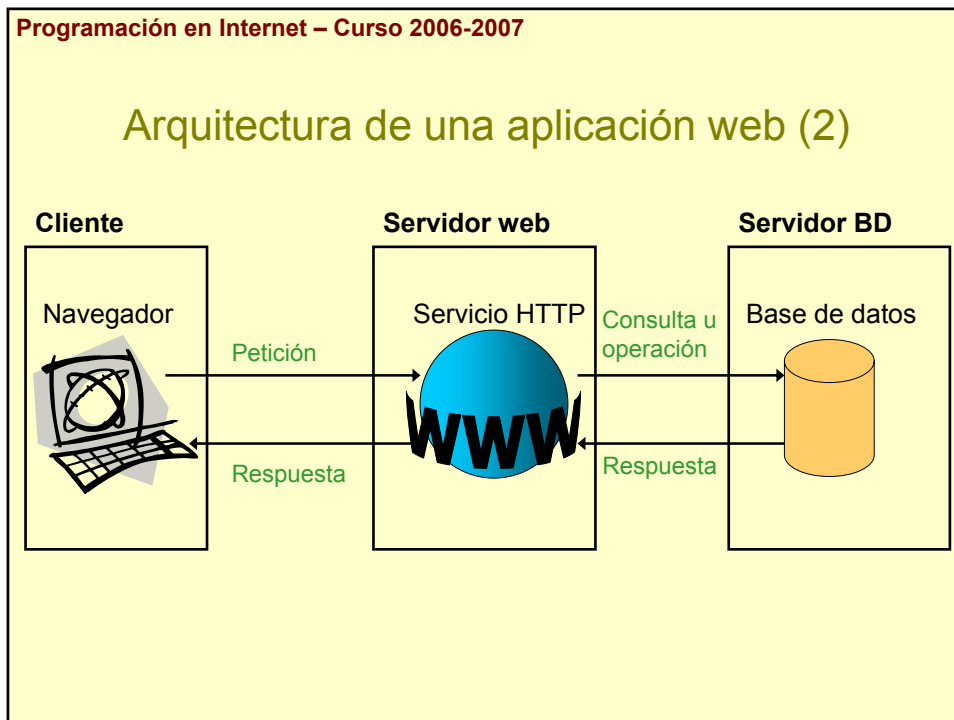 Programación en Internet – Curso 2006-2007
Arquitectura de una aplicación web (2)
Cliente
Servidor web
Servidor BD
Navegador
Servicio HTTP
Base de datos
Petición
Consulta u
operación
WWW
Respuesta
Respuesta